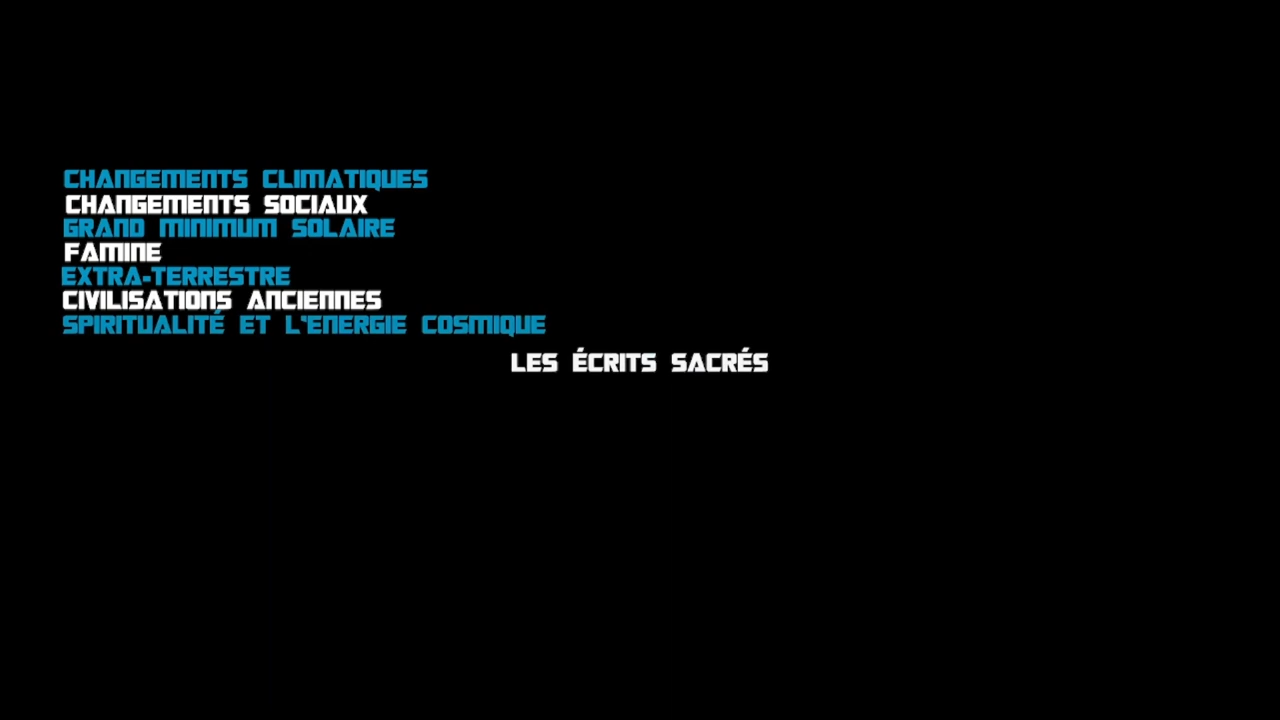 CHANGEMENTS CLIMATIQUES
CHANGEMENTS SOCIAUX
GRAND MINIMUM SOLAIRE
FAMINE
EXTRA-TERRESTRE
CIVILISATIONS ANCIENNES
SPIRITUALITÉ ET L'ENERGIE COSMIQUE
LES ÉCRITS SACRÉS